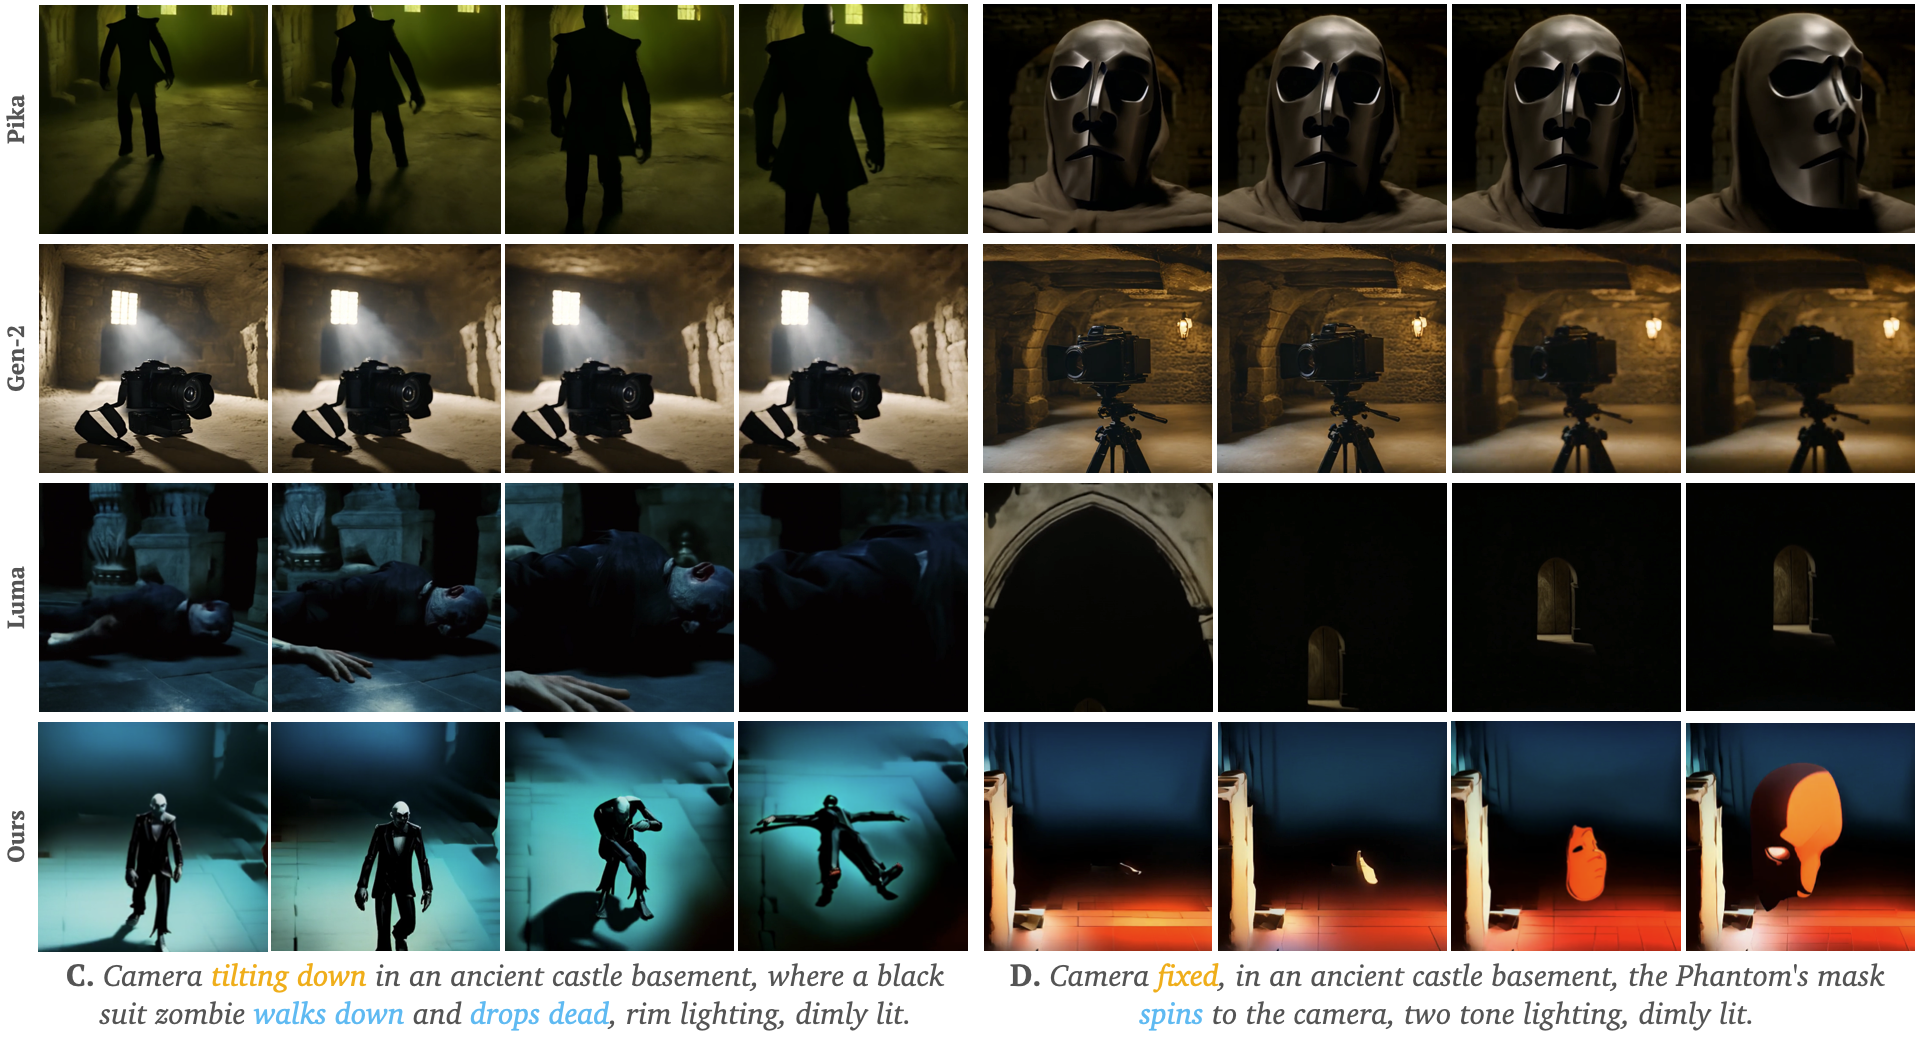 Pika
Gen-2
Luma
Ours
C. Camera tilting down in an ancient castle basement, where a black
suit zombie walks down and drops dead, rim lighting, dimly lit.
D. Camera fixed, in an ancient castle basement, the Phantom's mask
spins to the camera, two tone lighting, dimly lit.